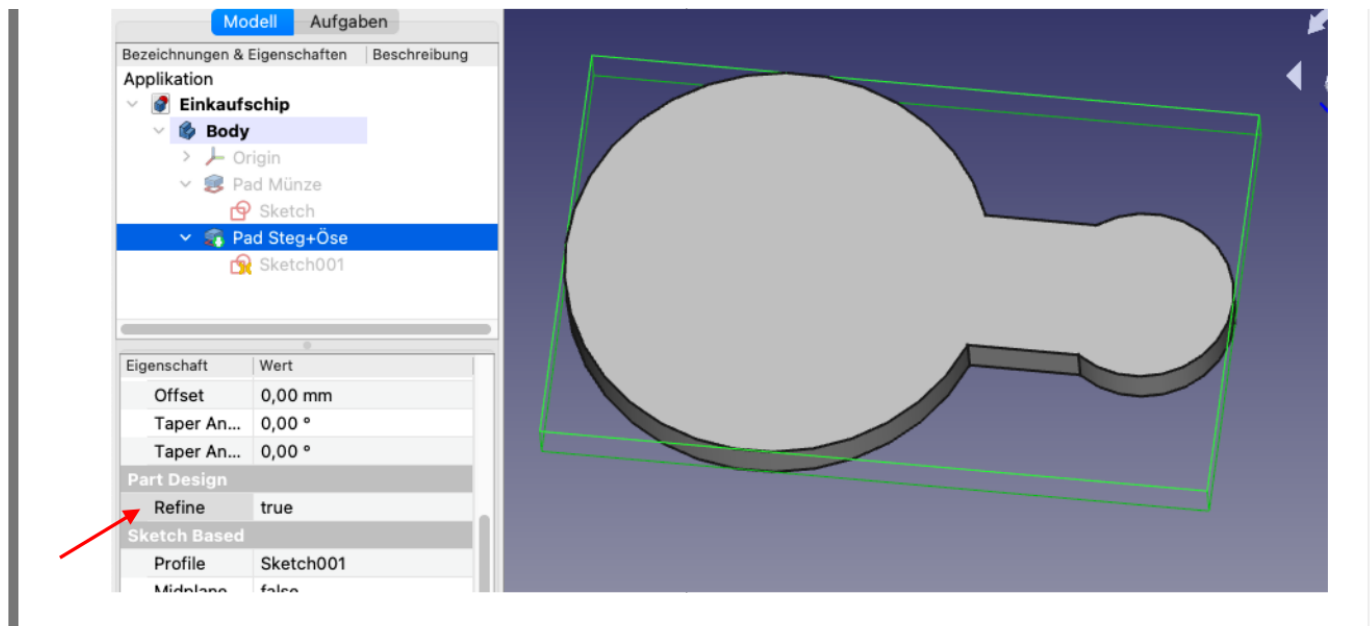 Modell Aufgaben
Bezeichnungen & Eigenschaften Beschreibung
Applikation
Einkaufschip
Body
Origin
Pad Münze
Sketch
Pad Steg+Öse
Sketch001
Eigenschaft Wert
Offset 0,00 mm
Taper An... 0,00 °
Taper An... 0,00 °
Part Design
Refine true
Sketch Based
Profile Sketch001
Midplane false